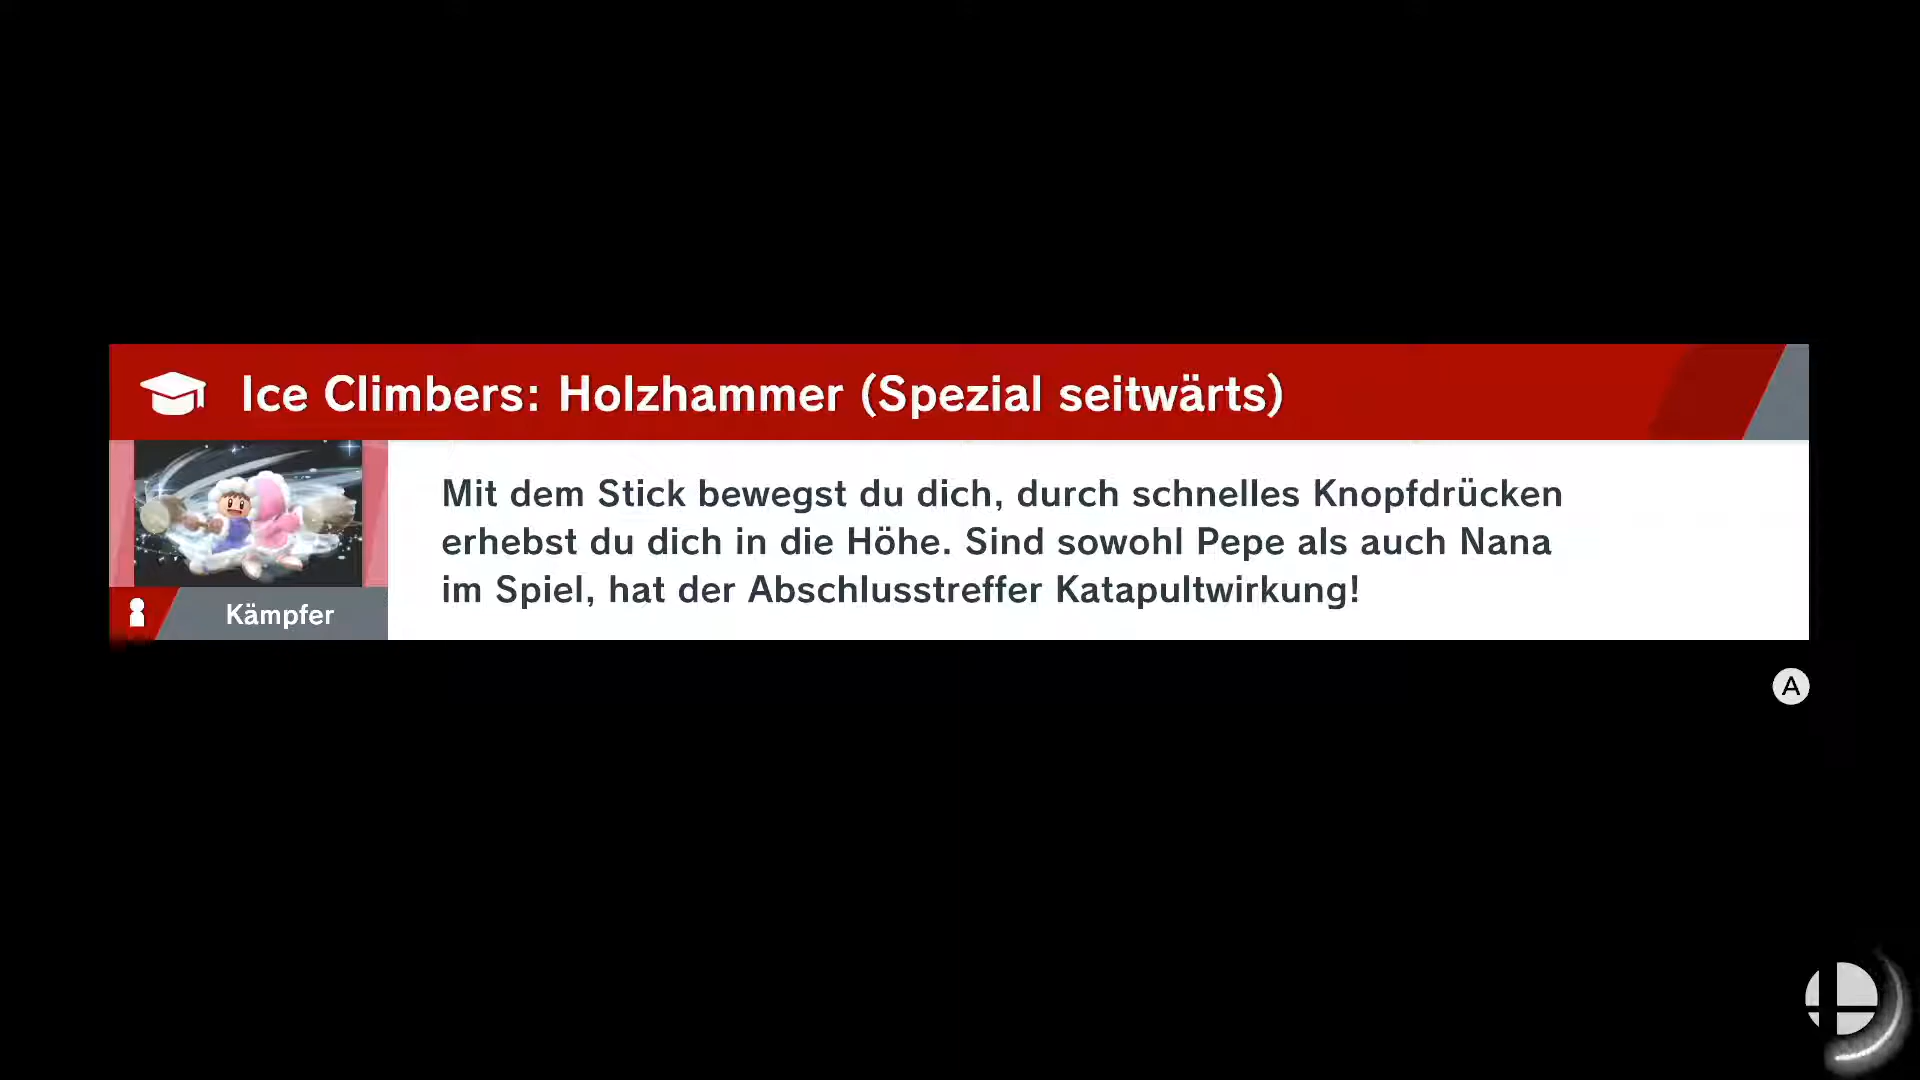 Ice Climbers: Holzhammer (Spezial seitwärts)
Mit dem Stick bewegst du dich, durch schnelles Knopfdrücken
erhebst du dich in die Höhe. Sind sowohl Pepe als auch Nana
im Spiel, hat der Abschlusstreffer Katapultwirkung!
Kämpfer
A